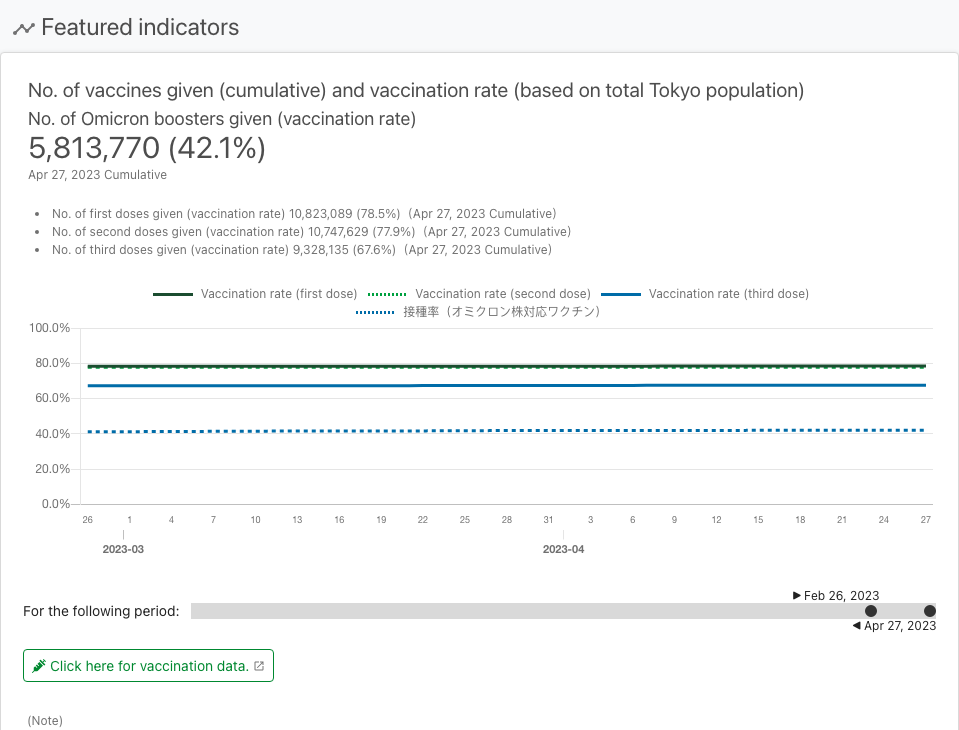 Featured indicators
No. of vaccines given (cumulative) and vaccination rate (based on total Tokyo population)
No. of Omicron boosters given (vaccination rate)
5,813,770 (42.1%)
Apr 27, 2023 Cumulative
No. of first doses given (vaccination rate) 10,823,089 (78.5%) (Apr 27, 2023 Cumulative)
No. of second doses given (vaccination rate) 10,747,629 (77.9%) (Apr 27, 2023 Cumulative)
No. of third doses given (vaccination rate) 9,328,135 (67.6%) (Apr 27, 2023 Cumulative)
Vaccination rate (first dose) Vaccination rate (second dose) Vaccination rate (third dose)
接種率（オミクロン株対応ワクチン）
100.0%
80.0%
60.0%
40.0%
20.0%
0.0%
26 1 4 7 10 13 16 19 22 25 28 31 3 6 9 12 15 18 21 24 27
2023-03 2023-04
▶ Feb 26, 2023
For the following period:
◀ Apr 27, 2023
Click here for vaccination data.
(Note)